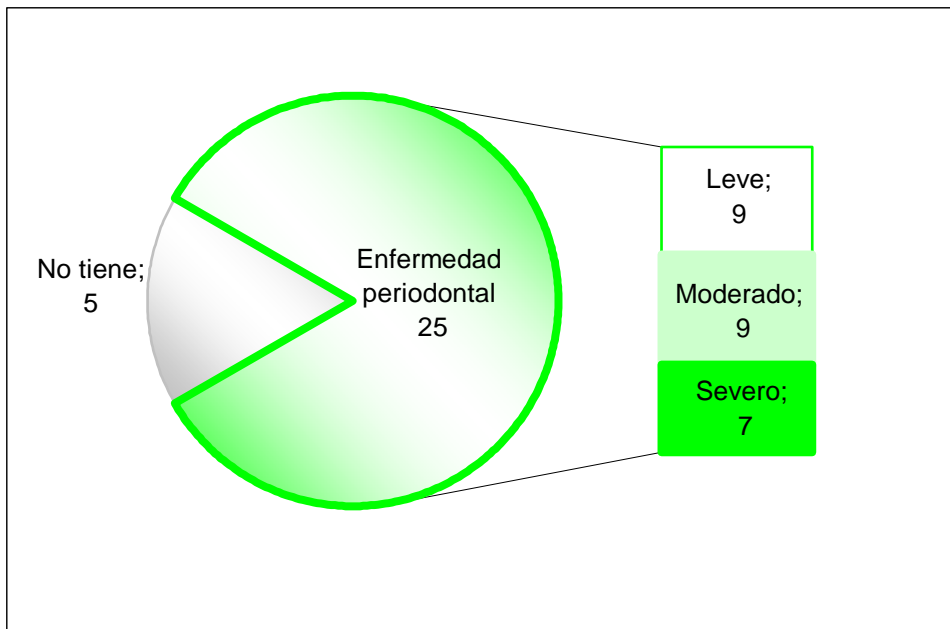 No tiene;
5
Enfermedad
periodontal
25
Leve;
9
Moderado;
9
Severo;
7